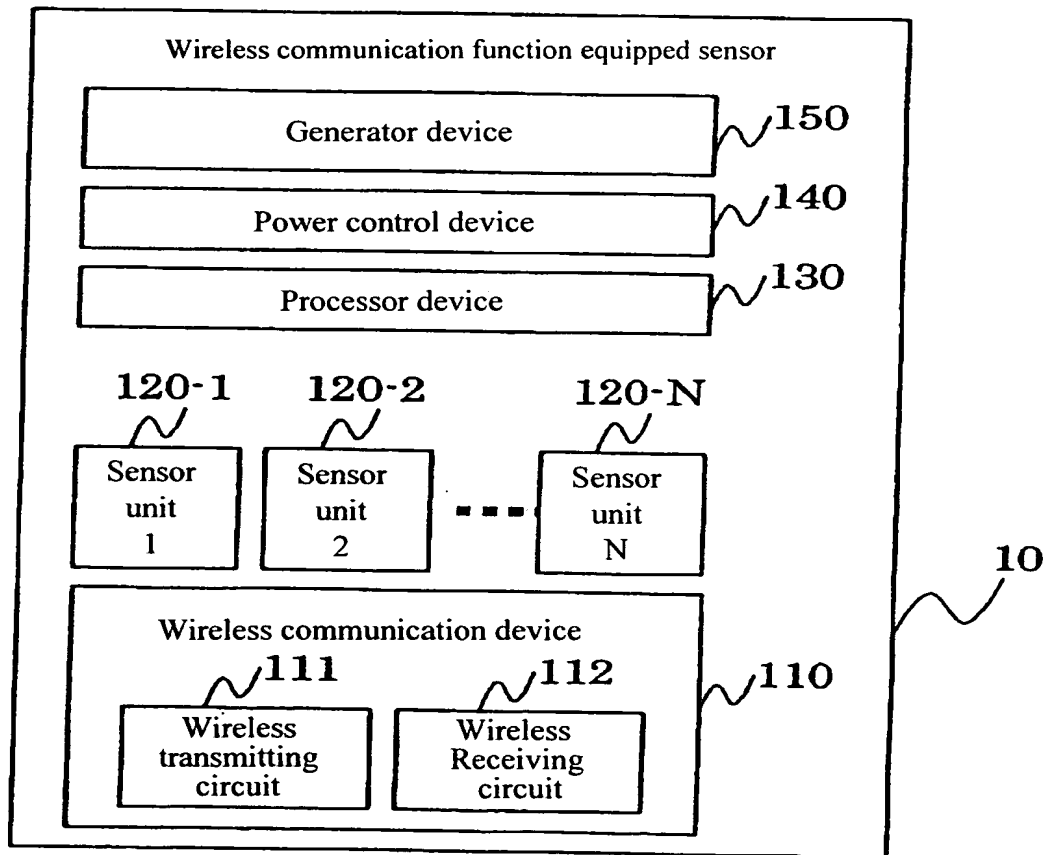 Wireless communication function equipped sensor
Generator device
150
Power control device
140
Processor device
130
120-1
120-2
120-N
Sensor
unit
1
Sensor
unit
2
Sensor
unit
N
10
Wireless communication device
110
111
112
Wireless
transmitting
circuit
Wireless
Receiving
circuit